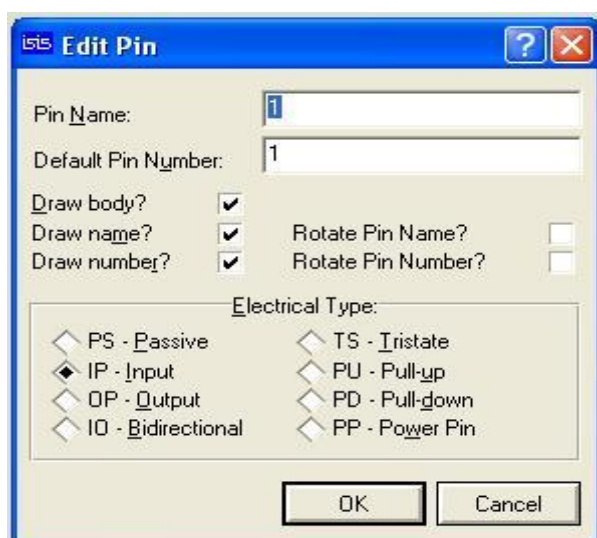 isis Edit Pin
Pin Name: 1
Default Pin Number: 1
Draw body?
Draw name? Rotate Pin Name?
Draw number? Rotate Pin Number?
Electrical Type:
PS - Passive TS - Tristate
IP - Input PU - Pull-up
OP - Output PD - Pull-down
IO - Bidirectional PP - Power Pin
OK Cancel